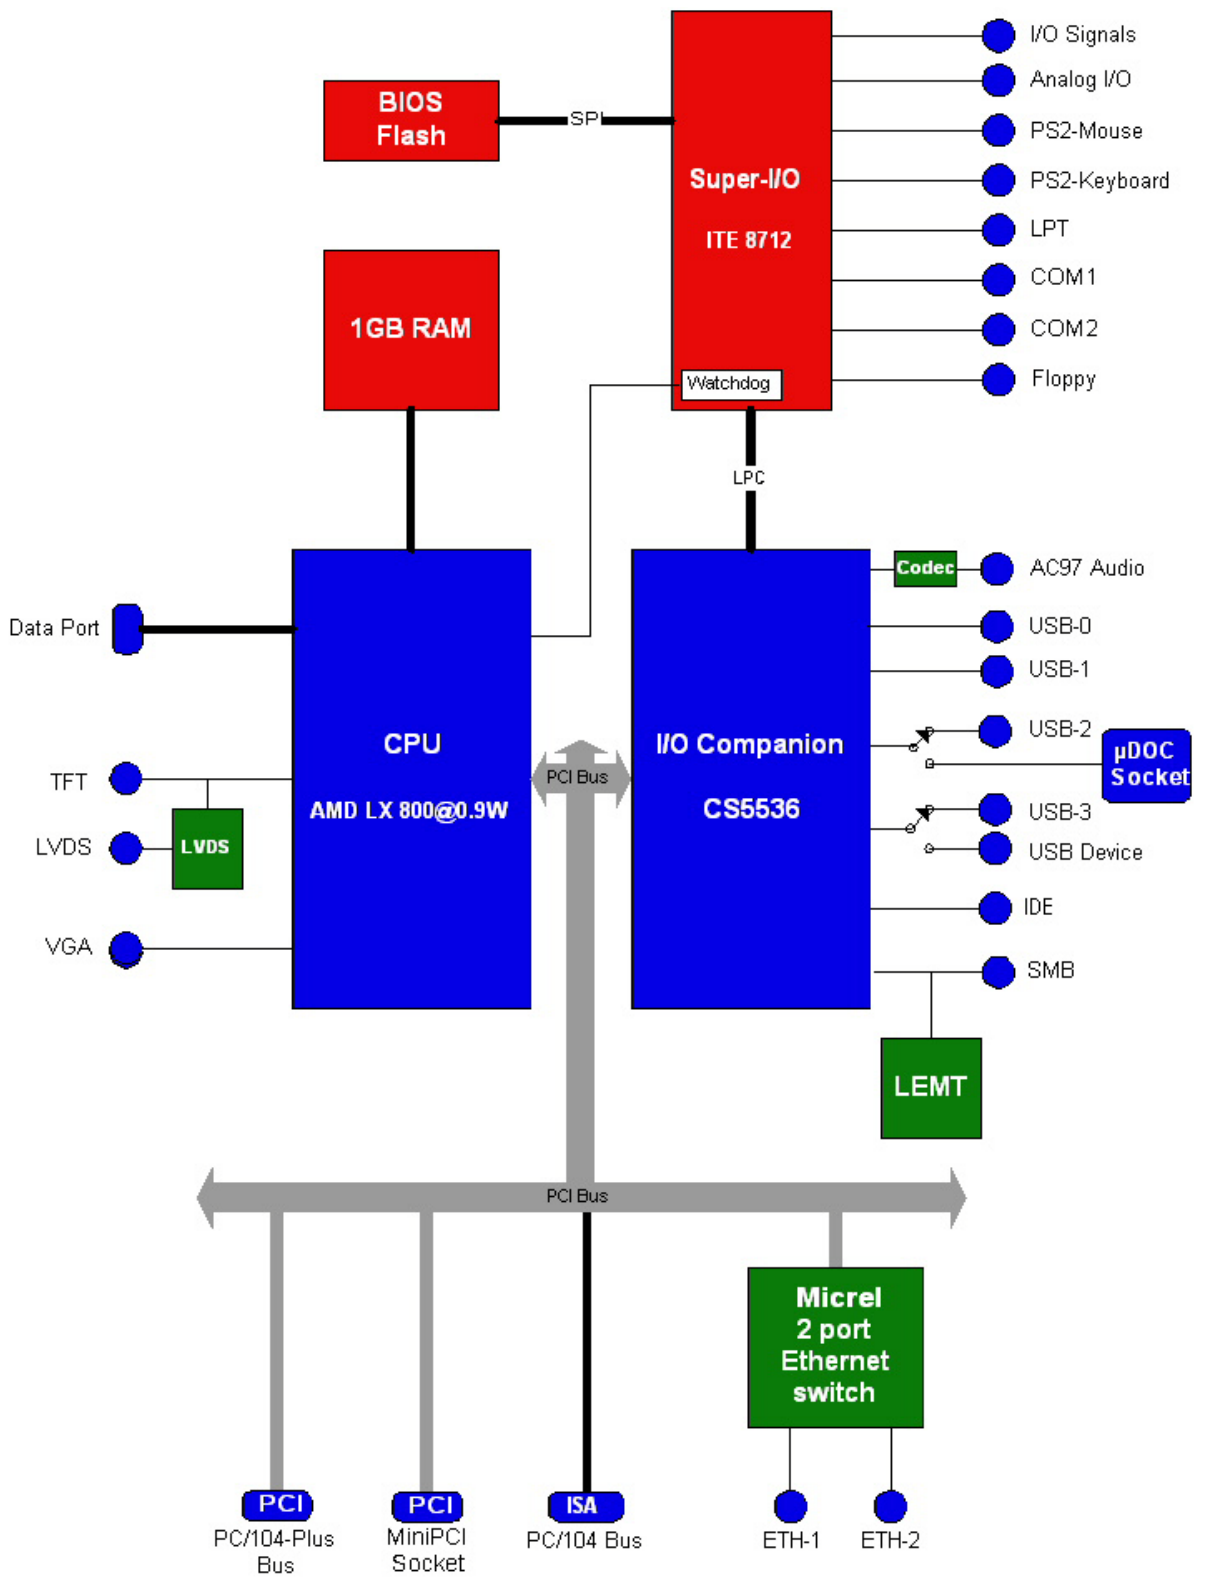 I/O Signals
Analog I/O
BIOS
Flash
SPI
PS2-Mouse
Super-I/O
PS2-Keyboard
ITE 8712
LPT
COM1
1GB RAM
COM2
Watchdog
Floppy
LPC
Codec
AC97 Audio
Data Port
USB-0
USB-1
CPU
I/O Companion
USB-2
µDOC
Socket
PCI Bus
TFT
AMD LX 800@0.9W
CS5536
USB-3
LVDS
LVDS
USB Device
IDE
VGA
SMB
LEMT
PCI Bus
Micrel
2 port
Ethernet
switch
PCI
PC/104-Plus
Bus
PCI
MiniPCI
Socket
ISA
PC/104 Bus
ETH-1
ETH-2